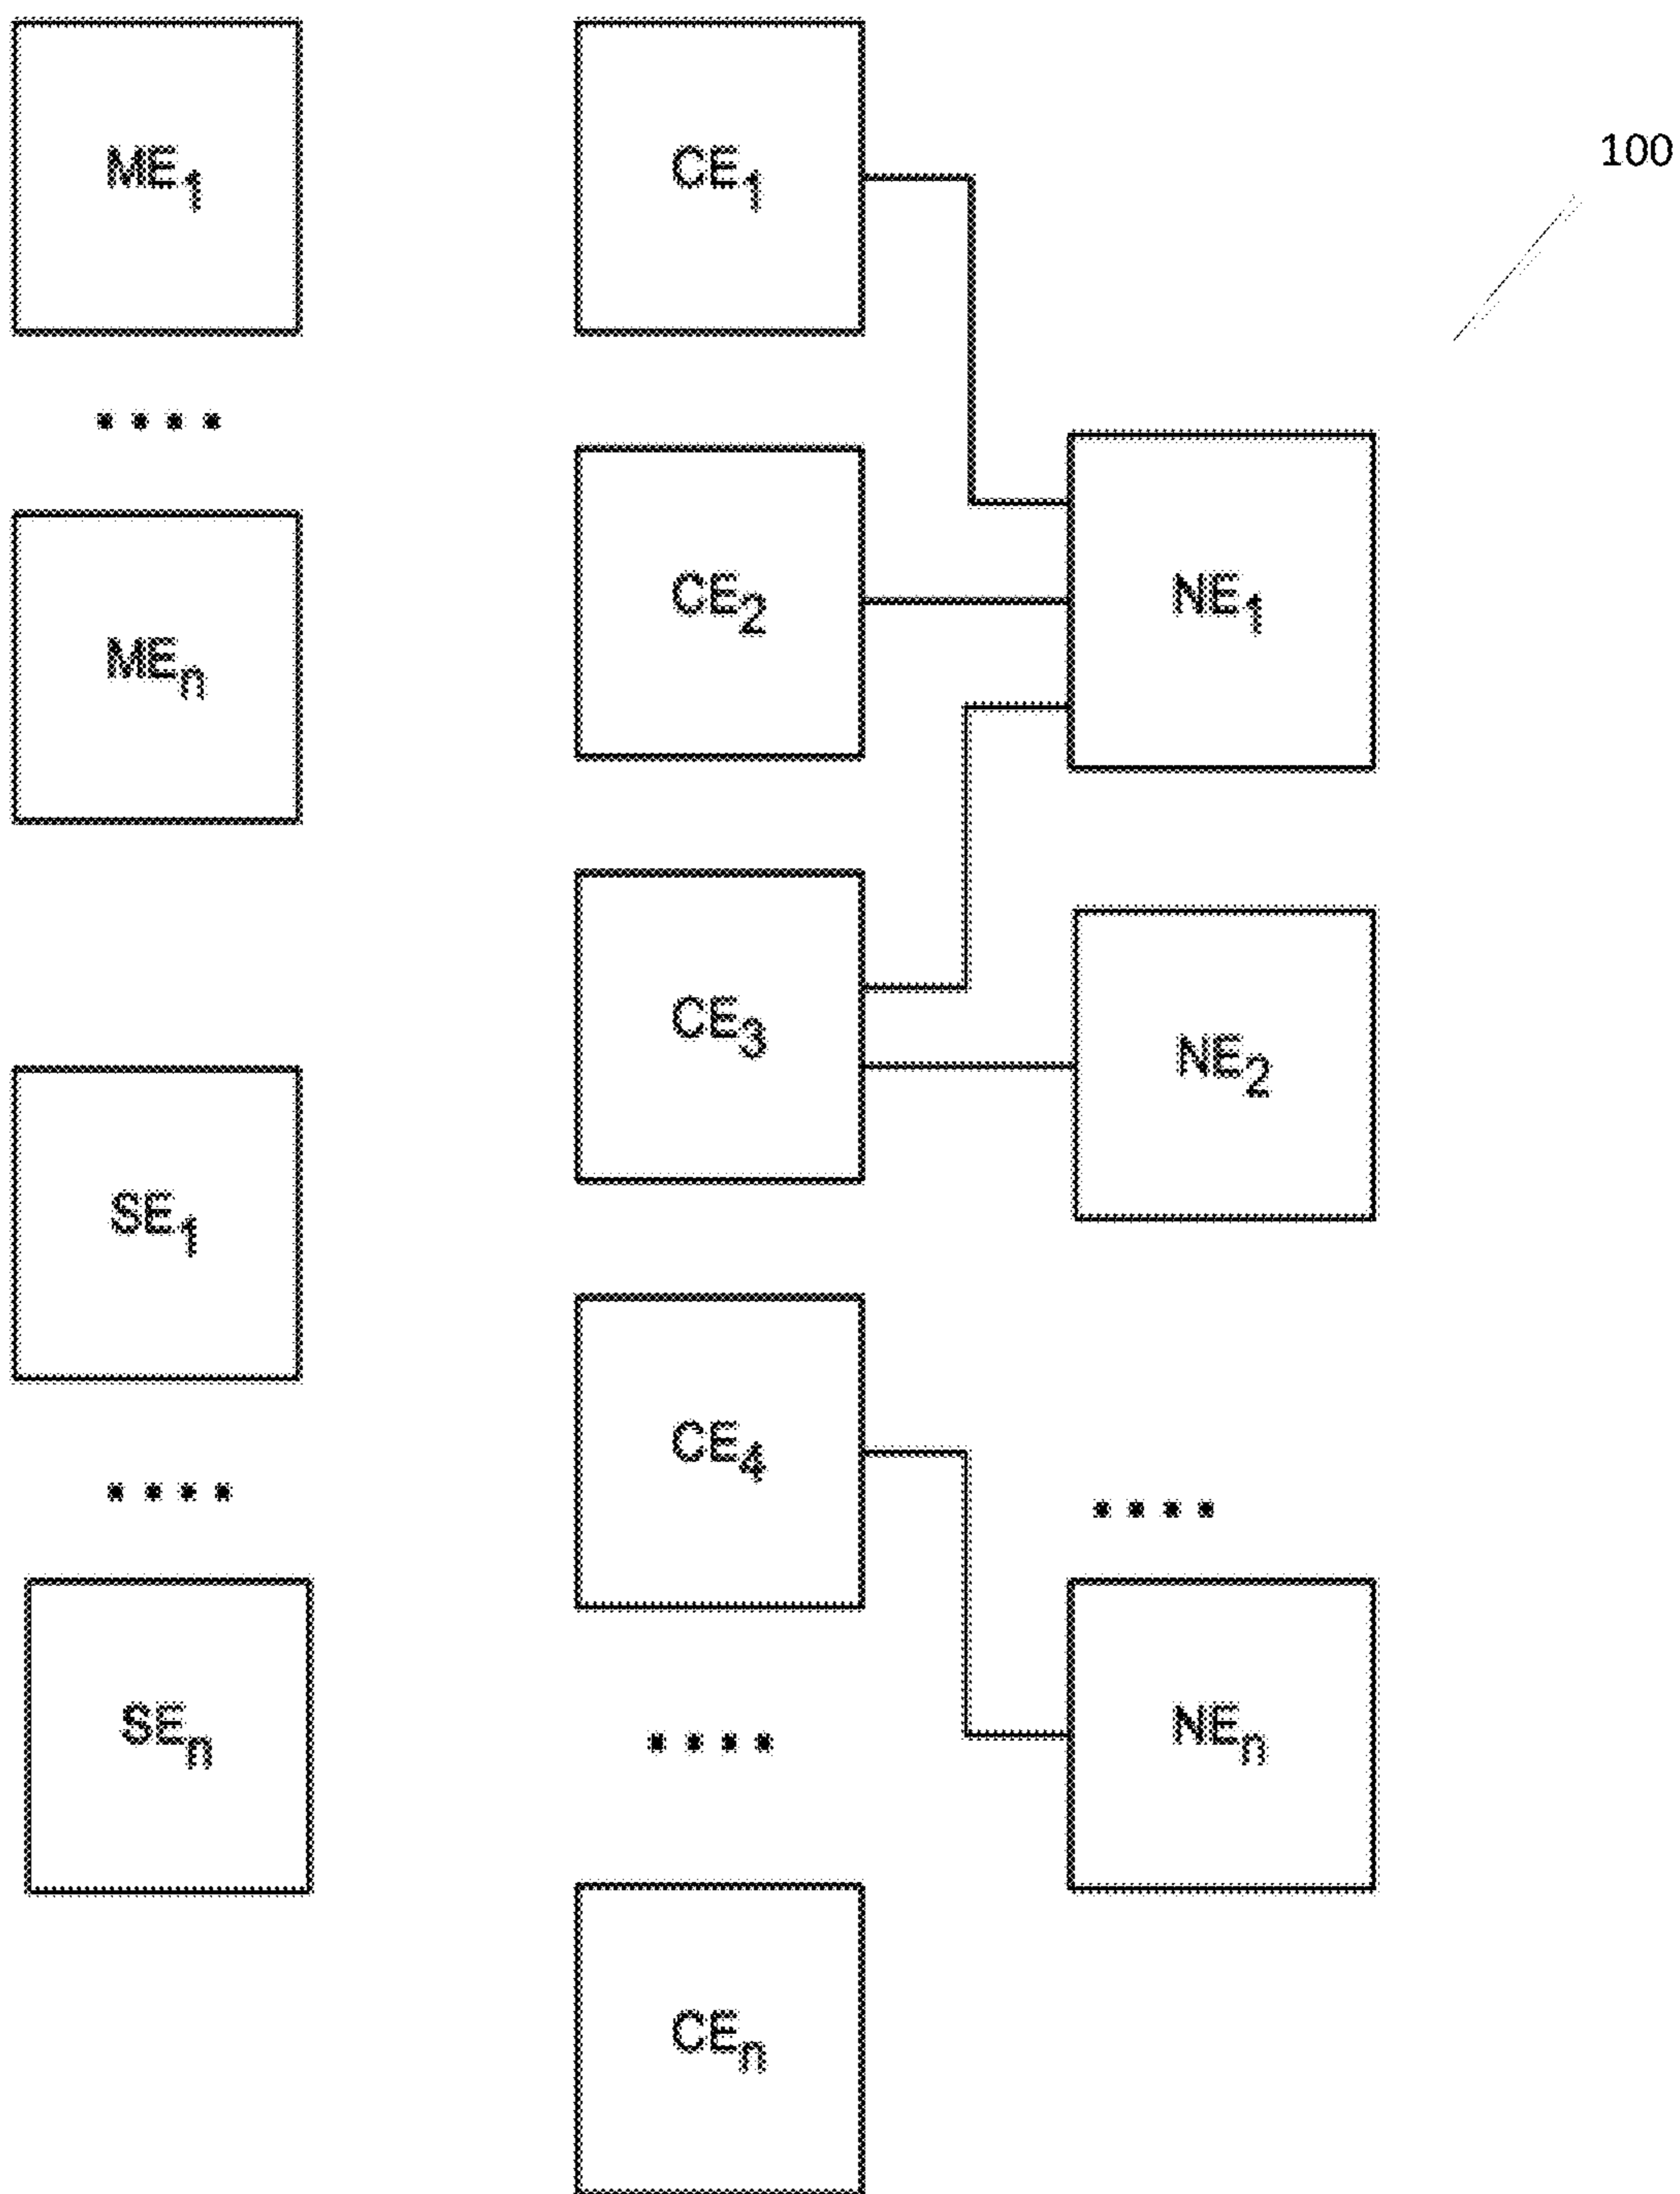 ME1
CE1
100
....
CE2
NE1
MEn
CE3
NE2
SE1
CE4
....
....
SEn
....
NEn
CEn